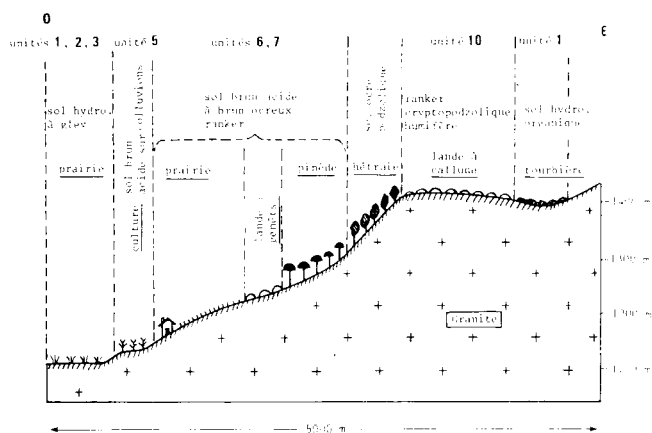 O
E
unités 1, 2, 3
unité 5
unités 6, 7
unité 10
unité 1
sol hydro.
à gley
sol brun
acide sur colluvions
sol brun acide
à brun ocreux
ranker
podzolique
ranker
cryptopodzolique
humifère
sol hydro.
organique
prairie
culture
prairie
lande à
genêts
pinède
hêtraie
lande à
callune
tourbière
1300 m
Granite
m